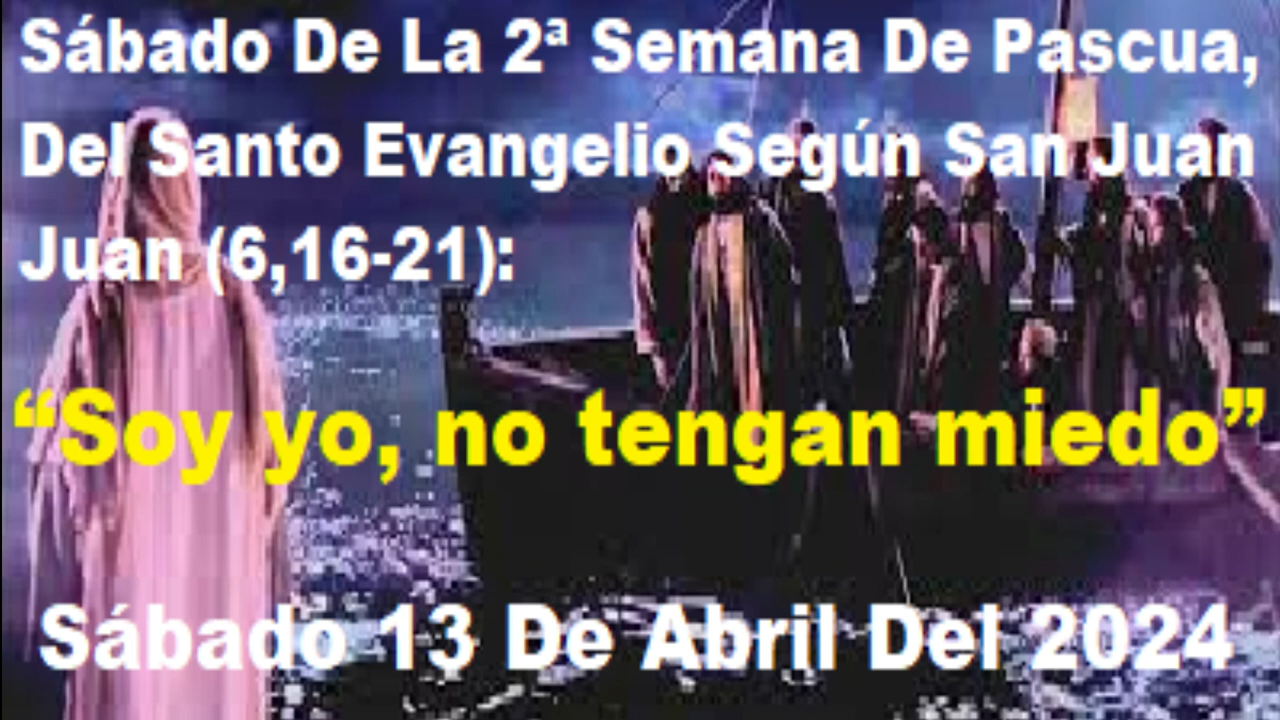 Sábado De La 2ª Semana De Pascua,
Del Santo Evangelio Según San Juan
Juan (6,16-21):
“Soy yo, no tengan miedo”
Sábado 13 De Abril Del 2024